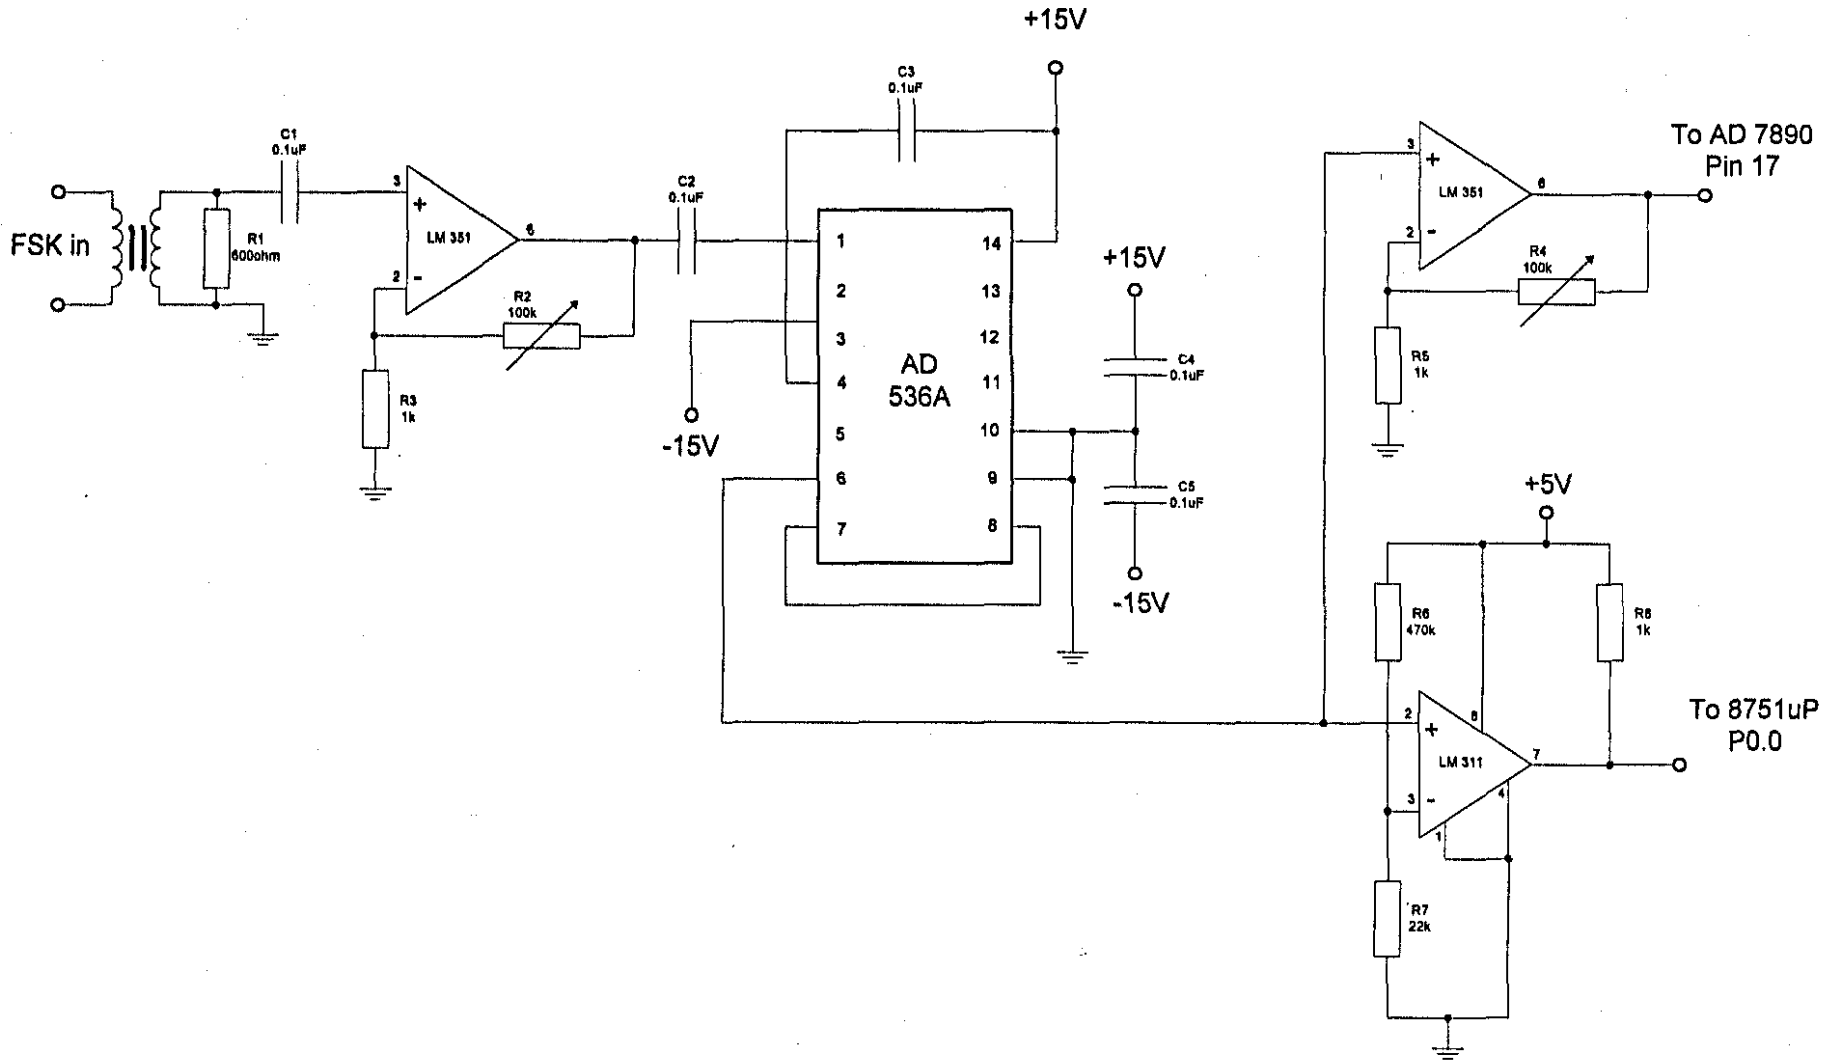 +15V
C3
0.1uF
C1
0.1uF
3
+
LM 351
6
2
-
FSK in
R1
600ohm
R2
100k
R3
1k
C2
0.1uF
-15V
1
2
3
4
5
6
7
AD
536A
14
13
12
11
10
9
8
+15V
C4
0.1uF
C5
0.1uF
-15V
3
+
LM 351
6
2
-
To AD 7890
Pin 17
R4
100k
R5
1k
+5V
R6
470k
R8
1k
2
+
8
LM 311
7
3
-
4
1
To 8751uP
P0.0
R7
22k